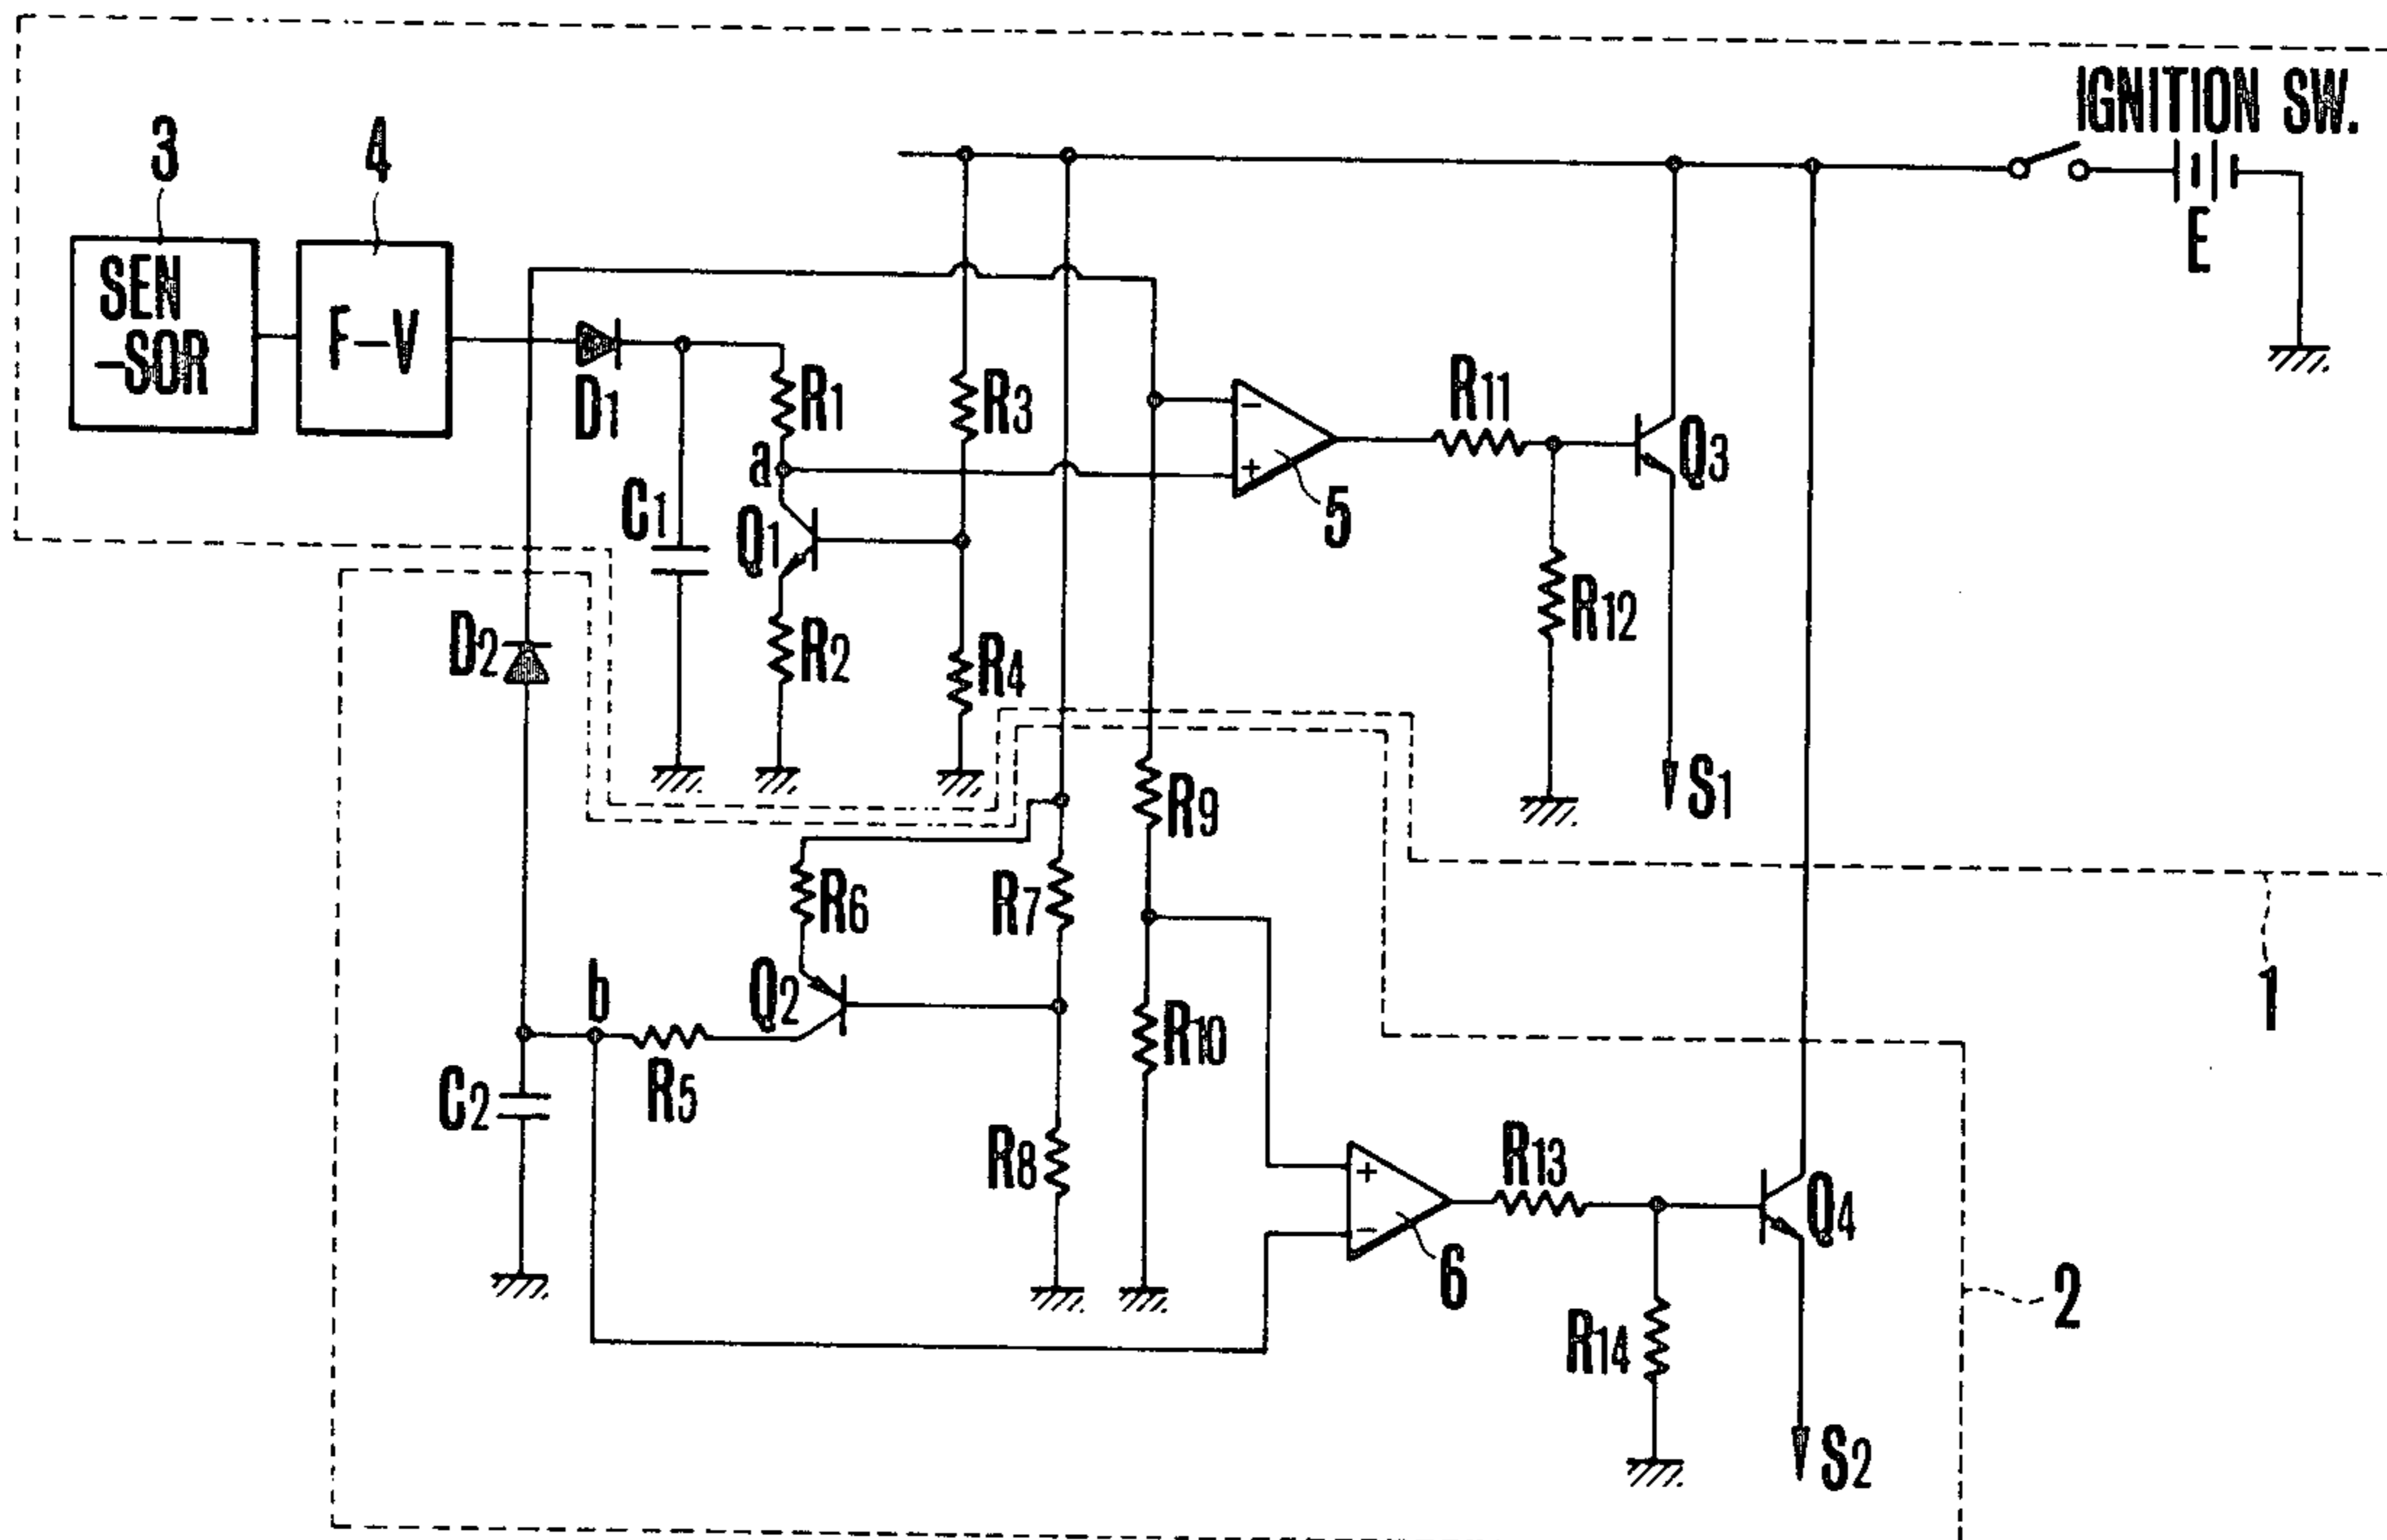 IGNITION SW.
3
4
E
SEN
-SOR
F-V
D1
R1
R3
R11
a
-
+
5
Q3
C1
Q1
R12
D2
R2
R4
S1
R9
R6
R7
1
b
Q2
R10
C2
R5
R8
+
-
6
R13
Q4
2
R14
S2